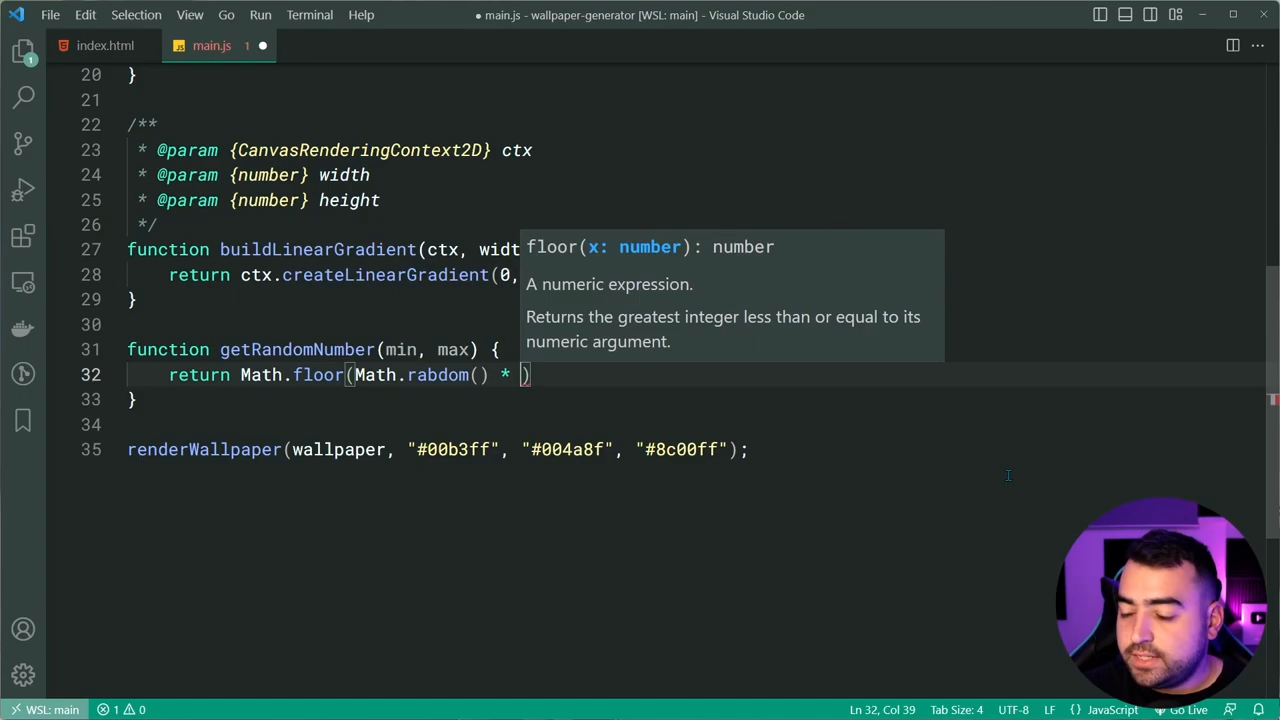 File Edit Selection View Go Run Terminal Help
● main.js - wallpaper-generator [WSL: main] - Visual Studio Code
index.html
JS main.js 1 ●
1
20 }
21
22 /**
23  * @param {CanvasRenderingContext2D} ctx
24  * @param {number} width
25  * @param {number} height
26  */
27 function buildLinearGradient(ctx, widt
28     return ctx.createLinearGradient(0,
29 }
30
floor(x: number): number
A numeric expression.
Returns the greatest integer less than or equal to its
numeric argument.
31 function getRandomNumber(min, max) {
32     return Math.floor(Math.rabdom() * )
33 }
34
35 renderWallpaper(wallpaper, "#00b3ff", "#004a8f", "#8c00ff");
WSL: main 1 0 Ln 32, Col 39 Tab Size: 4 UTF-8 LF {} JavaScript Go Live